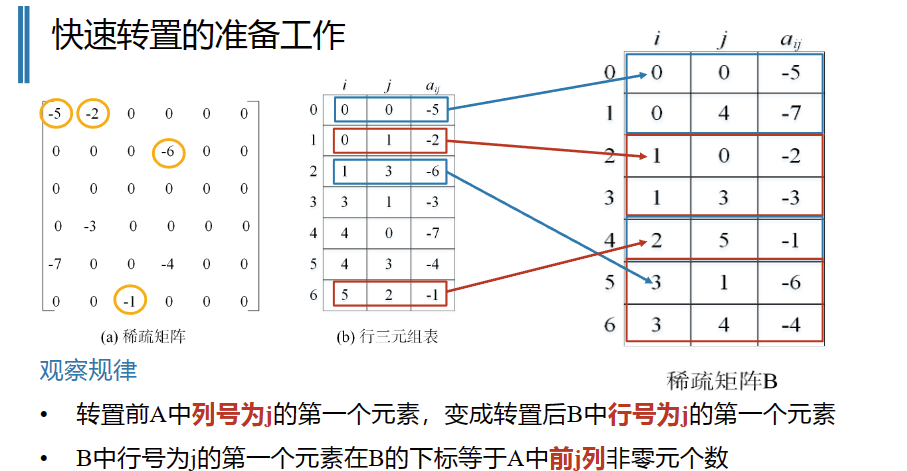 快速转置的准备工作
i j aij
0 0 0 -5
1 0 4 -7
2 1 0 -2
3 1 3 -3
4 2 5 -1
5 3 1 -6
6 3 4 -4
稀疏矩阵B
i j aij
0 0 0 -5
1 0 1 -2
2 1 3 -6
3 3 1 -3
4 4 0 -7
5 4 3 -4
6 5 2 -1
(b) 行三元组表
-5 -2 0 0 0 0
0 0 0 -6 0 0
0 0 0 0 0 0
0 -3 0 0 0 0
-7 0 0 -4 0 0
0 0 -1 0 0 0
(a) 稀疏矩阵
观察规律
• 转置前A中列号为j的第一个元素，变成转置后B中行号为j的第一个元素
• B中行号为j的第一个元素在B的下标等于A中前j列非零元个数